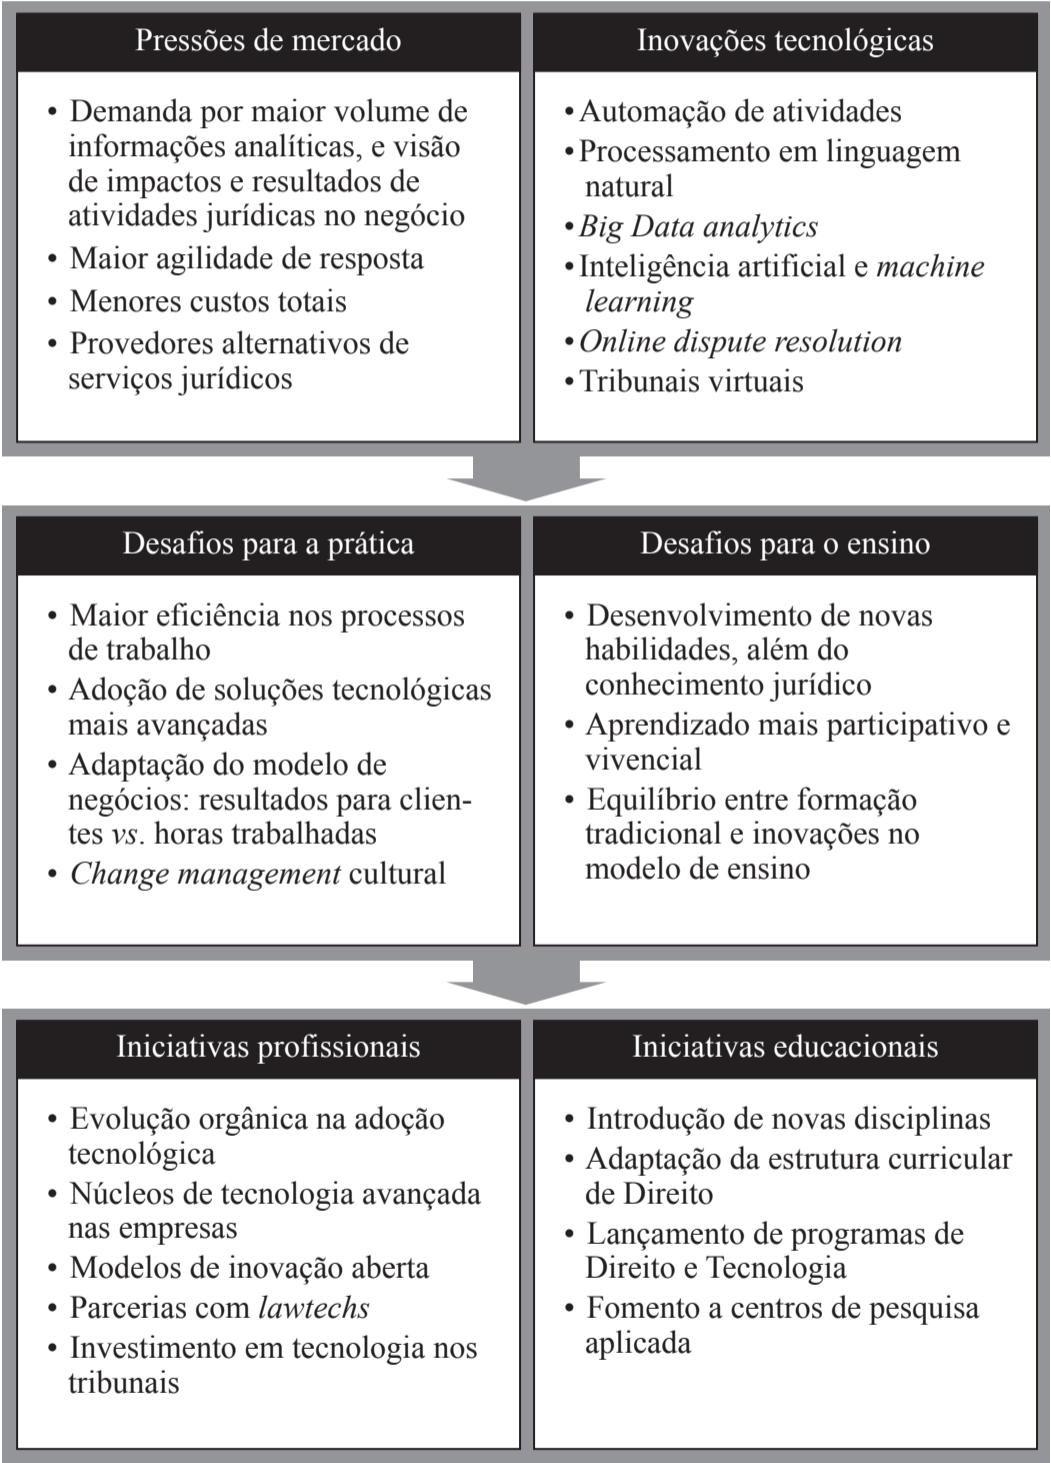 Pressões de mercado
• Demanda por maior volume de
informações analíticas, e visão
de impactos e resultados de
atividades jurídicas no negócio
• Maior agilidade de resposta
• Menores custos totais
• Provedores alternativos de
serviços jurídicos
Inovações tecnológicas
• Automação de atividades
• Processamento em linguagem
natural
• Big Data analytics
• Inteligência artificial e machine
learning
• Online dispute resolution
• Tribunais virtuais
Desafios para a prática
• Maior eficiência nos processos
de trabalho
• Adoção de soluções tecnológicas
mais avançadas
• Adaptação do modelo de
negócios: resultados para clien-
tes vs. horas trabalhadas
• Change management cultural
Desafios para o ensino
• Desenvolvimento de novas
habilidades, além do
conhecimento jurídico
• Aprendizado mais participativo e
vivencial
• Equilíbrio entre formação
tradicional e inovações no
modelo de ensino
Iniciativas profissionais
• Evolução orgânica na adoção
tecnológica
• Núcleos de tecnologia avançada
nas empresas
• Modelos de inovação aberta
• Parcerias com lawtechs
• Investimento em tecnologia nos
tribunais
Iniciativas educacionais
• Introdução de novas disciplinas
• Adaptação da estrutura curricular
de Direito
• Lançamento de programas de
Direito e Tecnologia
• Fomento a centros de pesquisa
aplicada